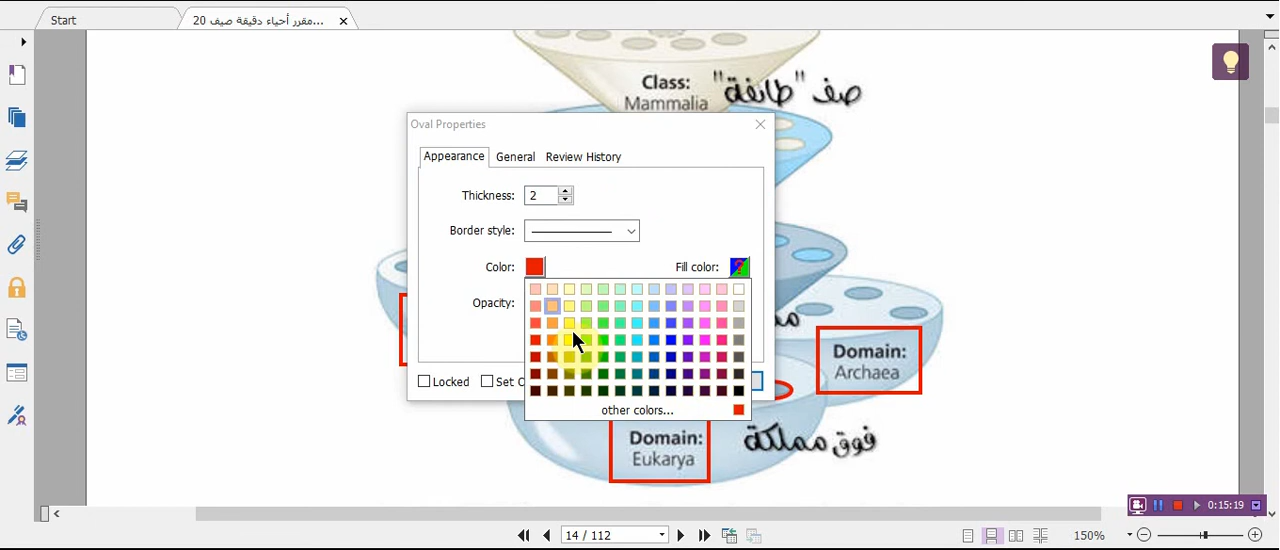 Start
مقرر أحياء دقيقة صيف 20...
Class:
Mammalia
صف "طائفة"
Oval Properties
Appearance
General
Review History
Thickness:
2
Border style:
Color:
Fill color:
Opacity:
Locked
Set
other colors...
Domain:
Archaea
Domain:
Eukarya
فوق مملكة
0:15:19
14 / 112
150%